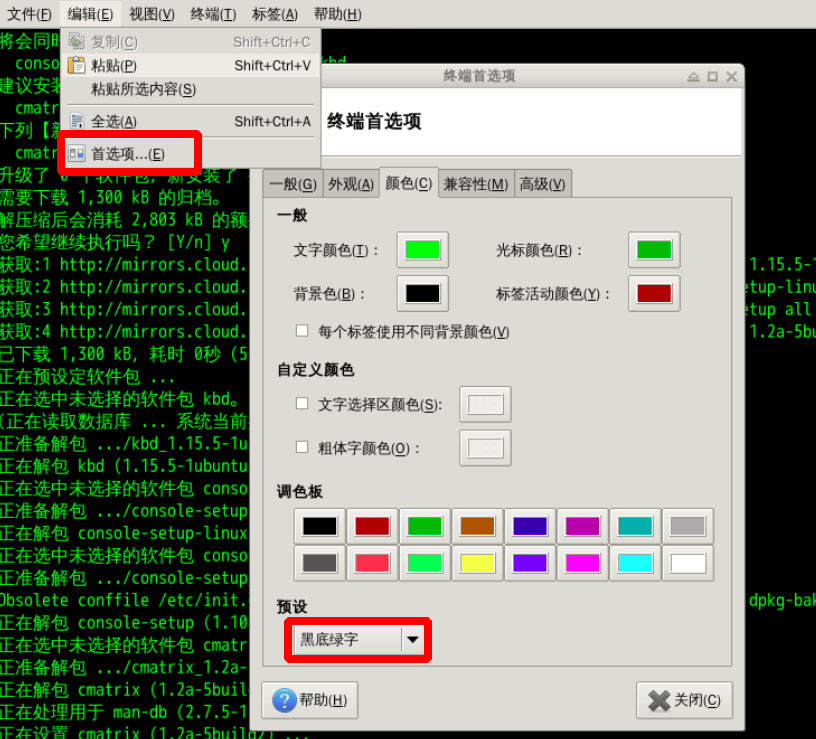 文件(F) 编辑(E) 视图(V) 终端(T) 标签(A) 帮助(H)
复制(C) Shift+Ctrl+C
粘贴(P) Shift+Ctrl+V
粘贴所选内容(S)
全选(A) Shift+Ctrl+A
首选项...(E)
将会同时
conso
kbd
建议安装
cmatr
下列【新
cmatr
升级了 0 个软件包, 新安装了
需要下载 1,300 kB 的归档。
解压缩后会消耗 2,803 kB 的额
您希望继续执行吗? [Y/n] y
获取:1 http://mirrors.cloud.
1.15.5-1
获取:2 http://mirrors.cloud.
etup-linu
获取:3 http://mirrors.cloud.
etup all
获取:4 http://mirrors.cloud.
1.2a-5bu
已下载 1,300 kB, 耗时 0秒 (5
正在预设定软件包 ...
正在选中未选择的软件包 kbd。
(正在读取数据库 ... 系统当前
正准备解包 .../kbd_1.15.5-1u
正在解包 kbd (1.15.5-1ubuntu
正在选中未选择的软件包 conso
正准备解包 .../console-setup
正在解包 console-setup-linux
正在选中未选择的软件包 conso
正准备解包 .../console-setup
Obsolete conffile /etc/init.
dpkg-bak
正在解包 console-setup (1.10
正在选中未选择的软件包 cmatr
正准备解包 .../cmatrix_1.2a-
正在解包 cmatrix (1.2a-5buil
正在处理用于 man-db (2.7.5-1
正在设置 cmatrix (1.2a-5build2) ...
终端首选项
终端首选项
一般(G) 外观(A) 颜色(C) 兼容性(M) 高级(V)
一般
文字颜色(T)： 光标颜色(R)：
背景色(B)： 标签活动颜色(Y)：
每个标签使用不同背景颜色(V)
自定义颜色
文字选择区颜色(S):
粗体字颜色(O)：
调色板
预设
黑底绿字
帮助(H) 关闭(C)